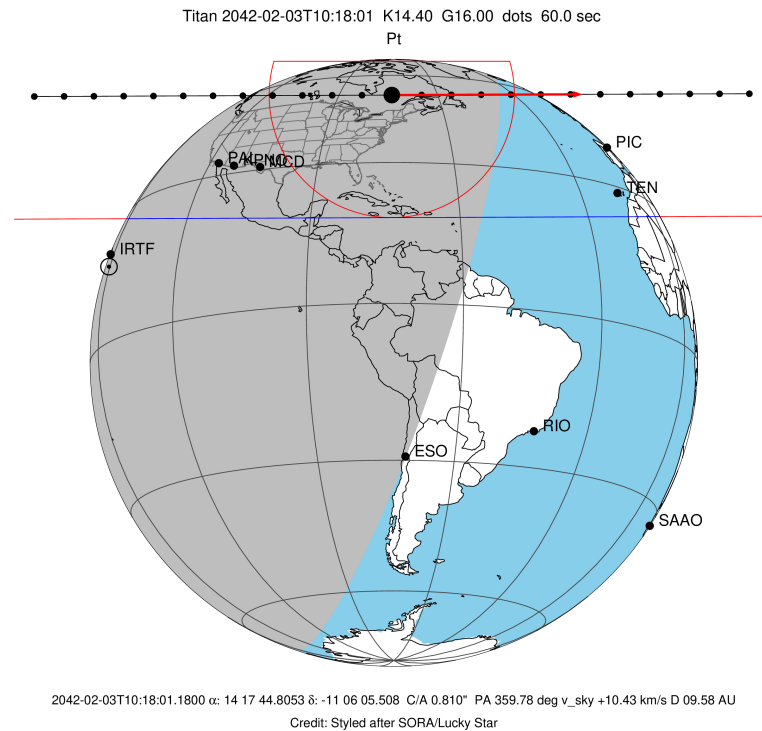 Titan 2042-02-03T10:18:01 K14.40 G16.00 dots 60.0 sec
Pt
PIC
MCD
TEN
IRTF
RIO
ESO
SAAO
2042-02-03T10:18:01.1800 α: 14 17 44.8053 δ: -11 06 05.508 C/A 0.810" PA 359.78 deg v_sky +10.43 km/s D 09.58 AU
Credit: Styled after SORA/Lucky Star